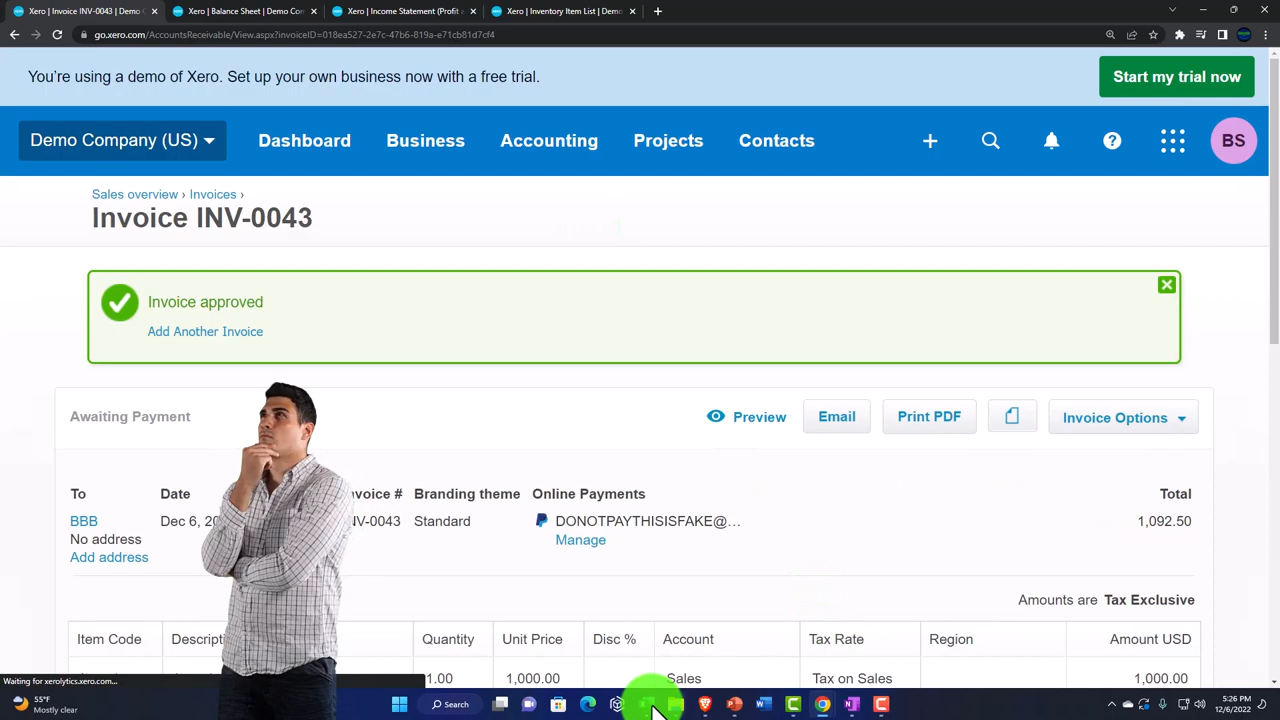 Xero | Invoice INV-0043 | Demo C
Xero | Balance Sheet | Demo Con
Xero | Income Statement (Profit a
Xero | Inventory Item List | Demo
go.xero.com/AccountsReceivable/View.aspx?invoiceID=018ea527-2e7c-47b6-819a-e71cb81d7cf4
You're using a demo of Xero. Set up your own business now with a free trial.
Start my trial now
Demo Company (US)
Dashboard
Business
Accounting
Projects
Contacts
BS
Sales overview › Invoices ›
Invoice INV-0043
Invoice approved
Add Another Invoice
Awaiting Payment
Preview
Email
Print PDF
Invoice Options
To
Date
voice #
Branding theme
Online Payments
Total
BBB
Dec 6, 20
NV-0043
Standard
DONOTPAYTHISISFAKE@…
1,092.50
No address
Manage
Add address
Amounts are Tax Exclusive
Item Code
Descripti
Quantity
Unit Price
Disc %
Account
Tax Rate
Region
Amount USD
1.00
1,000.00
Sales
Tax on Sales
1,000.00
Waiting for xerolytics.xero.com...
55°F
Mostly clear
Search
5:26 PM
12/6/2022